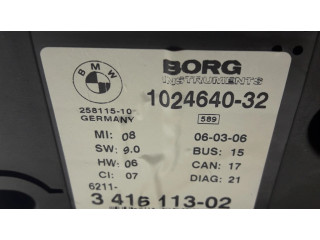 BMW
BORG
INSTRUMENTS
1024640-32
258115-10
GERMANY
589
MI: 08
06-03-06
SW: 9.0
BUS: 15
HW: 06
CAN: 17
CI: 07
DIAG: 21
6211-
3 415 113-02